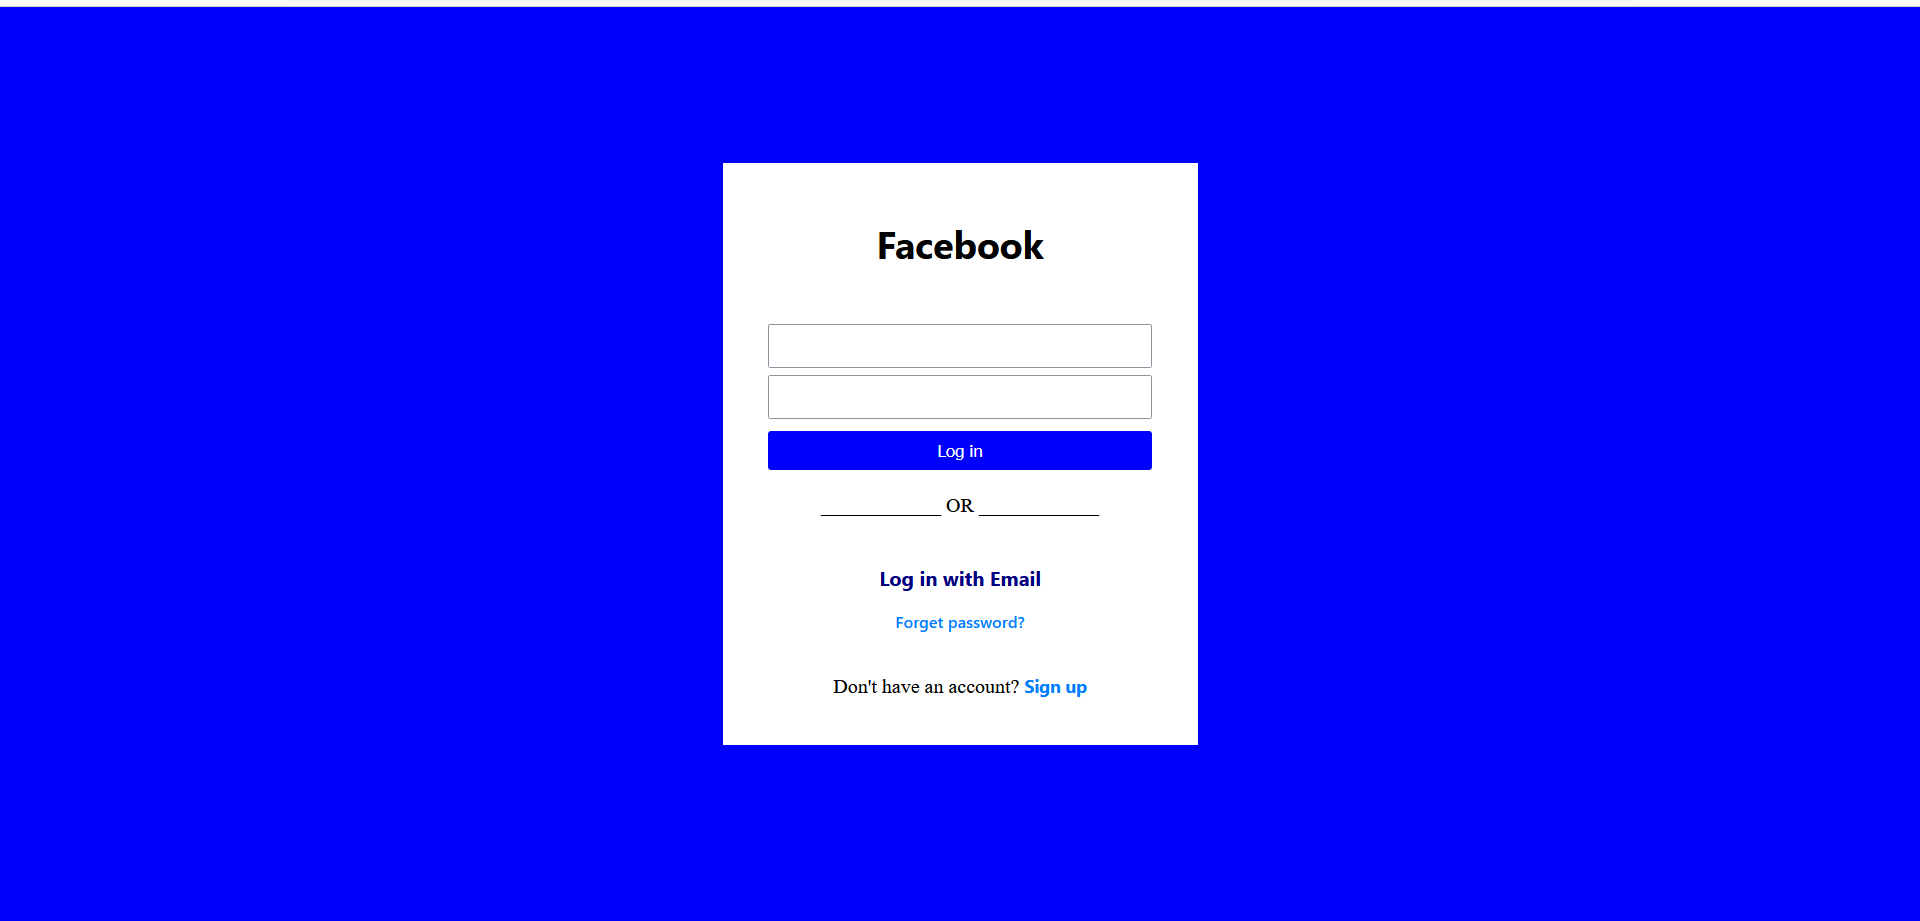 Facebook
Log in
____________ OR ____________
Log in with Email
Forget password?
Don't have an account? Sign up